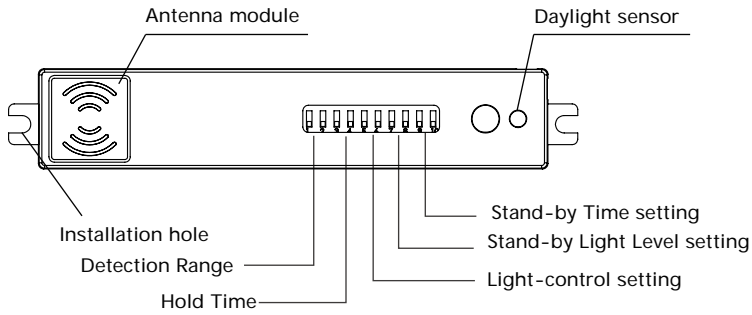 Antenna module
Daylight sensor
Installation hole
Detection Range
Hold Time
Stand-by Time setting
Stand-by Light Level setting
Light-control setting